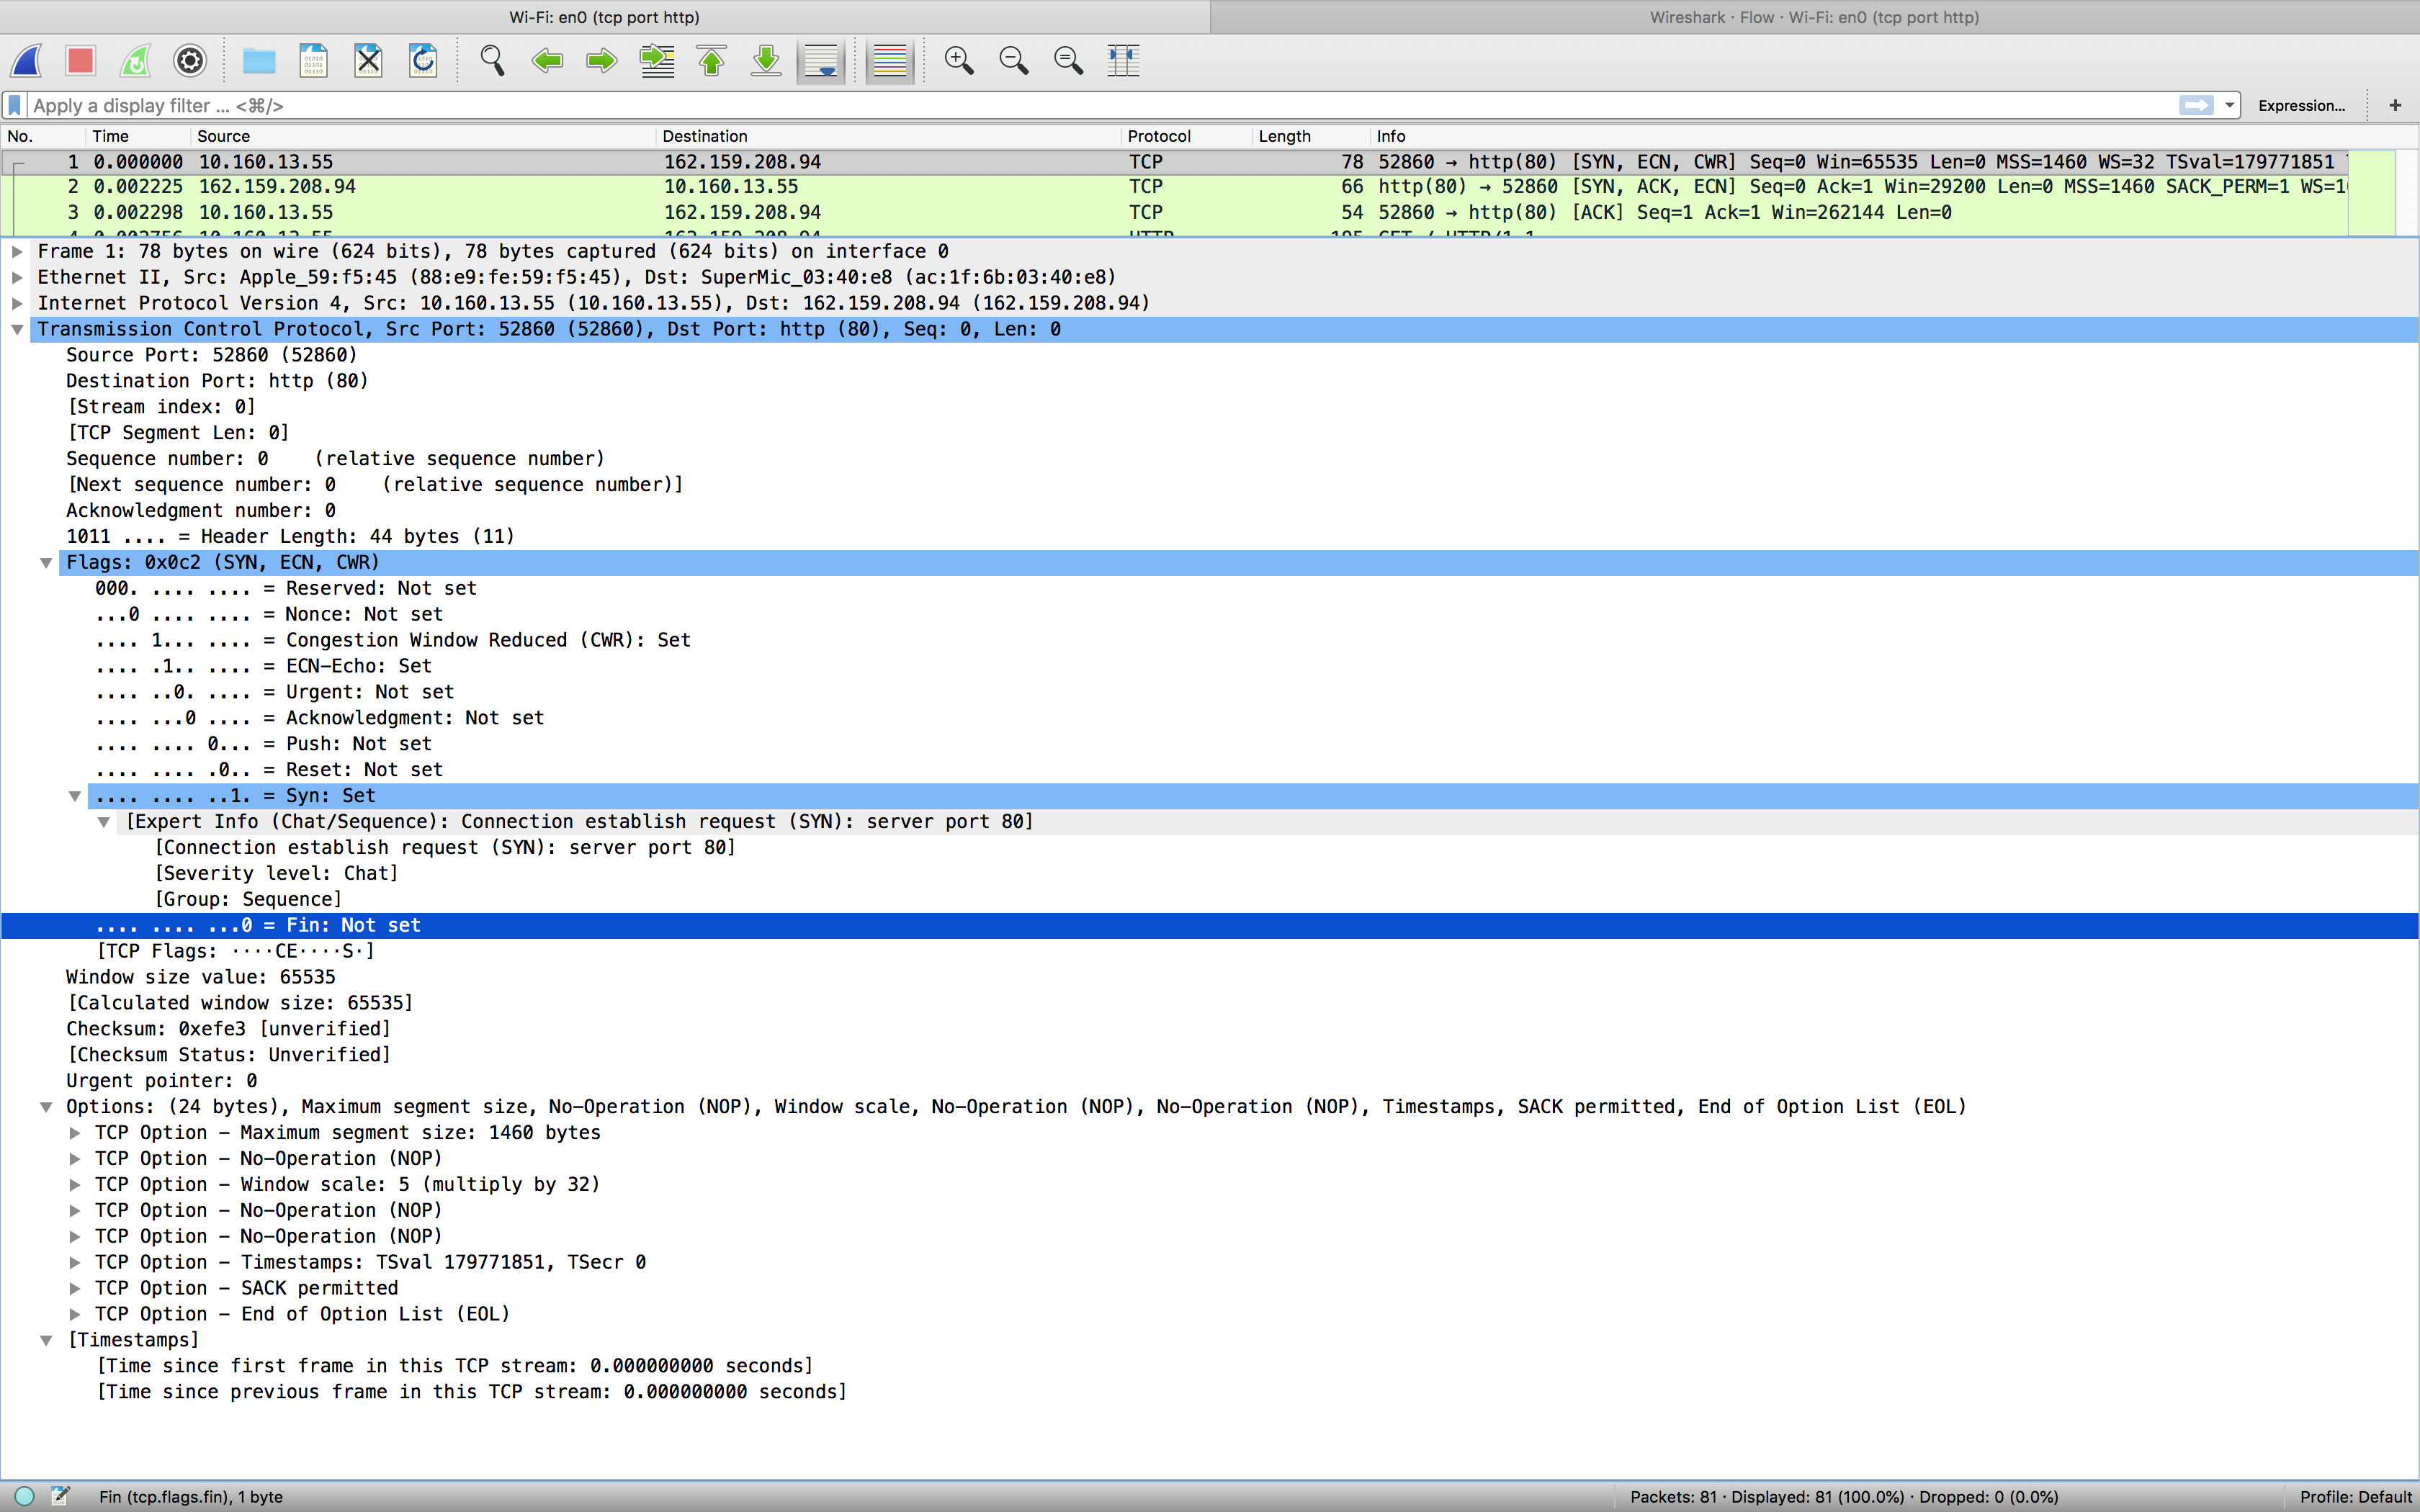 Wi-Fi: en0 (tcp port http)
Wireshark · Flow · Wi-Fi: en0 (tcp port http)
Apply a display filter ... <⌘/>
Expression... +
No. Time Source Destination Protocol Length Info
1 0.000000 10.160.13.55 162.159.208.94 TCP 78 52860 → http(80) [SYN, ECN, CWR] Seq=0 Win=65535 Len=0 MSS=1460 WS=32 TSval=179771851
2 0.002225 162.159.208.94 10.160.13.55 TCP 66 http(80) → 52860 [SYN, ACK, ECN] Seq=0 Ack=1 Win=29200 Len=0 MSS=1460 SACK_PERM=1
3 0.002298 10.160.13.55 162.159.208.94 TCP 54 52860 → http(80) [ACK] Seq=1 Ack=1 Win=262144 Len=0
Frame 1: 78 bytes on wire (624 bits), 78 bytes captured (624 bits) on interface 0
Ethernet II, Src: Apple_59:f5:45 (88:e9:fe:59:f5:45), Dst: SuperMic_03:40:e8 (ac:1f:6b:03:40:e8)
Internet Protocol Version 4, Src: 10.160.13.55 (10.160.13.55), Dst: 162.159.208.94 (162.159.208.94)
Transmission Control Protocol, Src Port: 52860 (52860), Dst Port: http (80), Seq: 0, Len: 0
Source Port: 52860 (52860)
Destination Port: http (80)
[Stream index: 0]
[TCP Segment Len: 0]
Sequence number: 0    (relative sequence number)
[Next sequence number: 0    (relative sequence number)]
Acknowledgment number: 0
1011 .... = Header Length: 44 bytes (11)
Flags: 0x0c2 (SYN, ECN, CWR)
000. .... .... = Reserved: Not set
...0 .... .... = Nonce: Not set
.... 1... .... = Congestion Window Reduced (CWR): Set
.... .1.. .... = ECN-Echo: Set
.... ..0. .... = Urgent: Not set
.... ...0 .... = Acknowledgment: Not set
.... .... 0... = Push: Not set
.... .... .0.. = Reset: Not set
.... .... ..1. = Syn: Set
[Expert Info (Chat/Sequence): Connection establish request (SYN): server port 80]
[Connection establish request (SYN): server port 80]
[Severity level: Chat]
[Group: Sequence]
.... .... ...0 = Fin: Not set
[TCP Flags: ····CE····S·]
Window size value: 65535
[Calculated window size: 65535]
Checksum: 0xefe3 [unverified]
[Checksum Status: Unverified]
Urgent pointer: 0
Options: (24 bytes), Maximum segment size, No-Operation (NOP), Window scale, No-Operation (NOP), No-Operation (NOP), Timestamps, SACK permitted, End of Option List (EOL)
TCP Option – Maximum segment size: 1460 bytes
TCP Option – No-Operation (NOP)
TCP Option – Window scale: 5 (multiply by 32)
TCP Option – No-Operation (NOP)
TCP Option – No-Operation (NOP)
TCP Option – Timestamps: TSval 179771851, TSecr 0
TCP Option – SACK permitted
TCP Option – End of Option List (EOL)
[Timestamps]
[Time since first frame in this TCP stream: 0.000000000 seconds]
[Time since previous frame in this TCP stream: 0.000000000 seconds]
Fin (tcp.flags.fin), 1 byte
Packets: 81 · Displayed: 81 (100.0%) · Dropped: 0 (0.0%)
Profile: Default